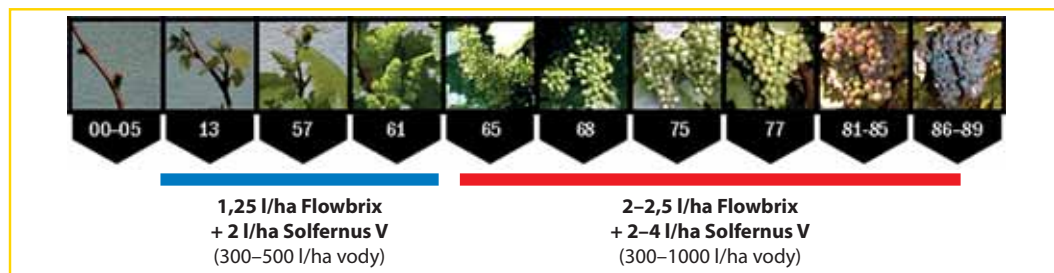 00-05 13 57 61 65 68 75 77 81-85 86-89
1,25 l/ha Flowbrix
+ 2 l/ha Solfernus V
(300–500 l/ha vody)
2–2,5 l/ha Flowbrix
+ 2–4 l/ha Solfernus V
(300–1000 l/ha vody)